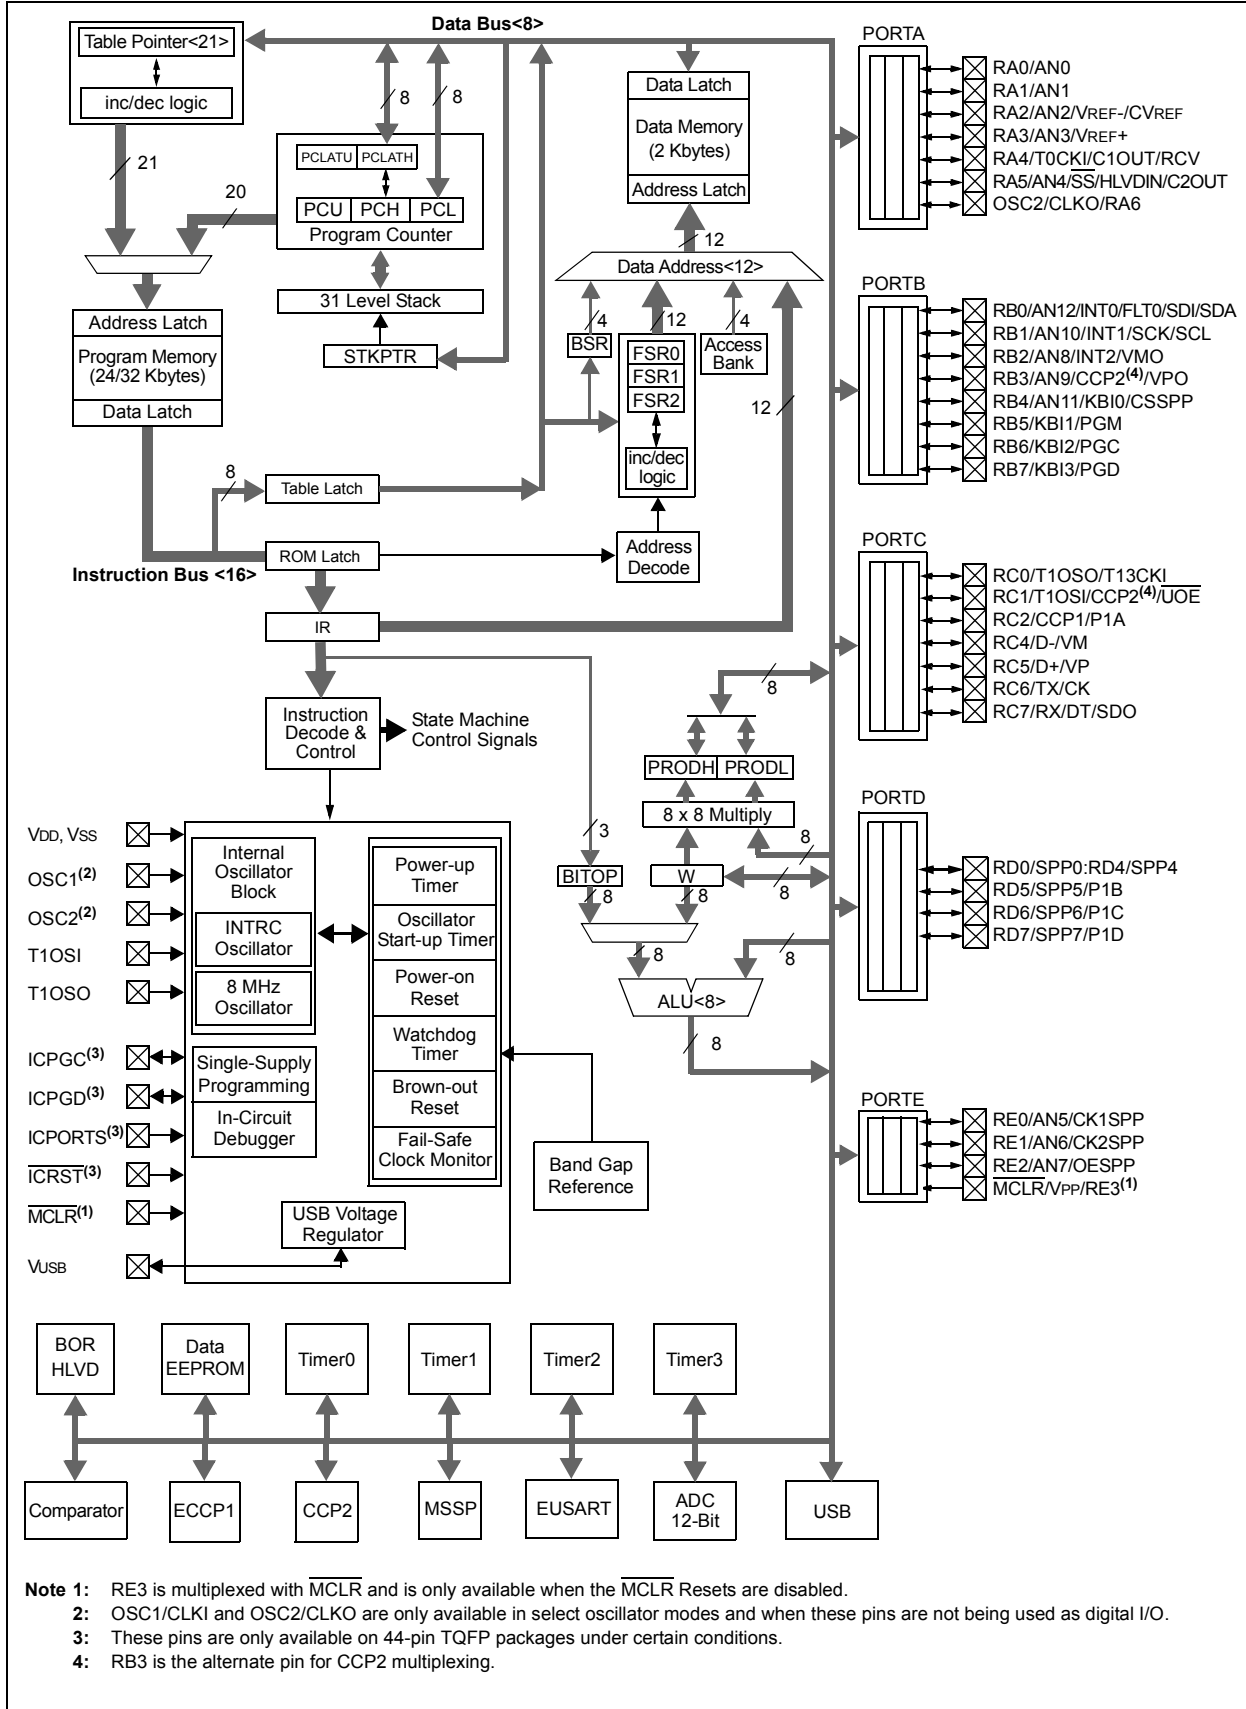 Data Bus<8>
Table Pointer<21>
inc/dec logic
21
20
8
8
PCLATU
PCLATH
PCU
PCH
PCL
Program Counter
31 Level Stack
STKPTR
Address Latch
Program Memory
(24/32 Kbytes)
Data Latch
8
Table Latch
ROM Latch
Instruction Bus <16>
IR
Data Latch
Data Memory
(2 Kbytes)
Address Latch
12
Data Address<12>
4
12
4
BSR
FSR0
FSR1
FSR2
inc/dec
logic
Access
Bank
12
Address
Decode
Instruction
Decode &
Control
State Machine
Control Signals
8
PRODH
PRODL
8 x 8 Multiply
3
8
BITOP
W
8
8
8
8
8
ALU<8>
8
VDD, VSS
OSC1(2)
OSC2(2)
T1OSI
T1OSO
ICPGC(3)
ICPGD(3)
ICPORTS(3)
ICRST(3)
MCLR(1)
VUSB
Internal
Oscillator
Block
INTRC
Oscillator
8 MHz
Oscillator
Single-Supply
Programming
In-Circuit
Debugger
Power-up
Timer
Oscillator
Start-up Timer
Power-on
Reset
Watchdog
Timer
Brown-out
Reset
Fail-Safe
Clock Monitor
USB Voltage
Regulator
Band Gap
Reference
PORTA
RA0/AN0
RA1/AN1
RA2/AN2/VREF-/CVREF
RA3/AN3/VREF+
RA4/T0CKI/C1OUT/RCV
RA5/AN4/SS/HLVDIN/C2OUT
OSC2/CLKO/RA6
PORTB
RB0/AN12/INT0/FLT0/SDI/SDA
RB1/AN10/INT1/SCK/SCL
RB2/AN8/INT2/VMO
RB3/AN9/CCP2(4)/VPO
RB4/AN11/KBI0/CSSPP
RB5/KBI1/PGM
RB6/KBI2/PGC
RB7/KBI3/PGD
PORTC
RC0/T1OSO/T13CKI
RC1/T1OSI/CCP2(4)/UOE
RC2/CCP1/P1A
RC4/D-/VM
RC5/D+/VP
RC6/TX/CK
RC7/RX/DT/SDO
PORTD
RD0/SPP0:RD4/SPP4
RD5/SPP5/P1B
RD6/SPP6/P1C
RD7/SPP7/P1D
PORTE
RE0/AN5/CK1SPP
RE1/AN6/CK2SPP
RE2/AN7/OESPP
MCLR/VPP/RE3(1)
BOR
HLVD
Data
EEPROM
Timer0
Timer1
Timer2
Timer3
Comparator
ECCP1
CCP2
MSSP
EUSART
ADC
12-Bit
USB
Note 1: RE3 is multiplexed with MCLR and is only available when the MCLR Resets are disabled.
2: OSC1/CLKI and OSC2/CLKO are only available in select oscillator modes and when these pins are not being used as digital I/O.
3: These pins are only available on 44-pin TQFP packages under certain conditions.
4: RB3 is the alternate pin for CCP2 multiplexing.